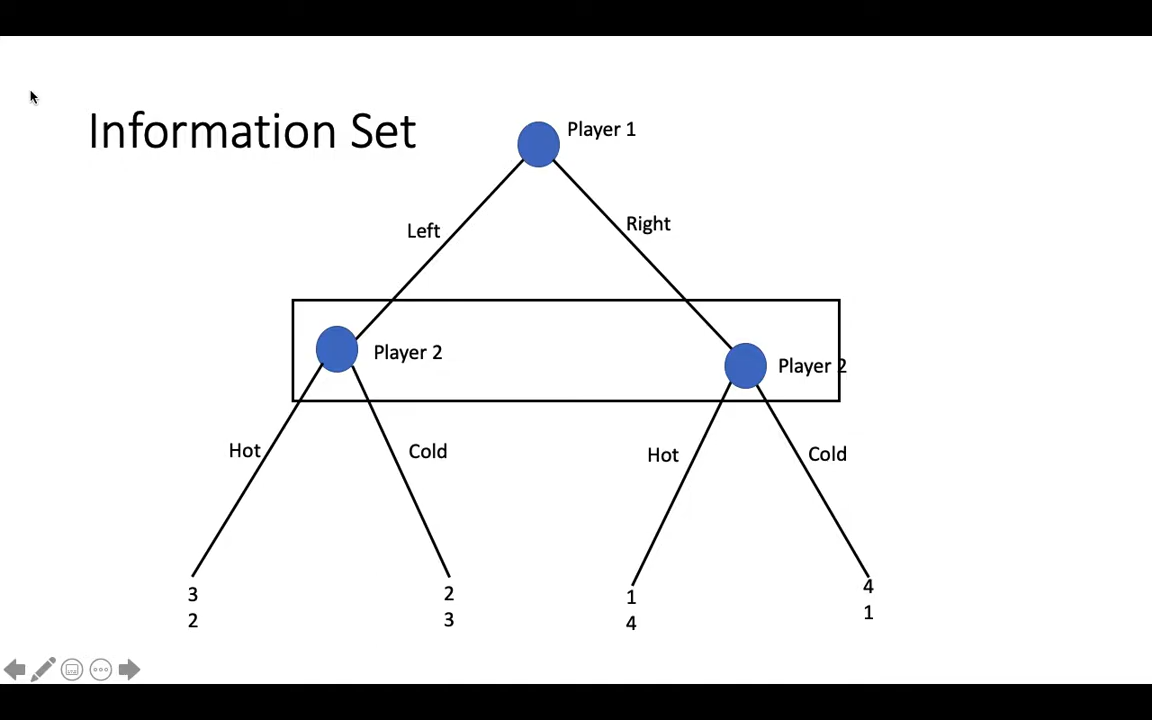 Information Set
Player 1
Left
Right
Player 2
Player 2
Hot
Cold
Hot
Cold
3
2
2
3
1
4
4
1